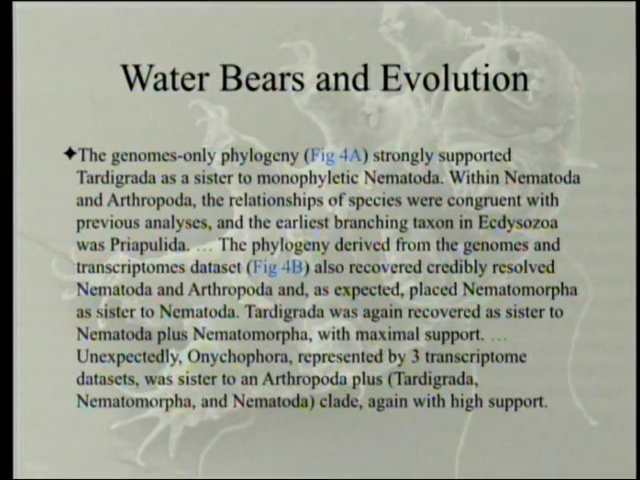 Water Bears and Evolution
✦The genomes-only phylogeny (Fig 4A) strongly supported
Tardigrada as a sister to monophyletic Nematoda. Within Nematoda
and Arthropoda, the relationships of species were congruent with
previous analyses, and the earliest branching taxon in Ecdysozoa
was Priapulida. … The phylogeny derived from the genomes and
transcriptomes dataset (Fig 4B) also recovered credibly resolved
Nematoda and Arthropoda and, as expected, placed Nematomorpha
as sister to Nematoda. Tardigrada was again recovered as sister to
Nematoda plus Nematomorpha, with maximal support. …
Unexpectedly, Onychophora, represented by 3 transcriptome
datasets, was sister to an Arthropoda plus (Tardigrada,
Nematomorpha, and Nematoda) clade, again with high support.